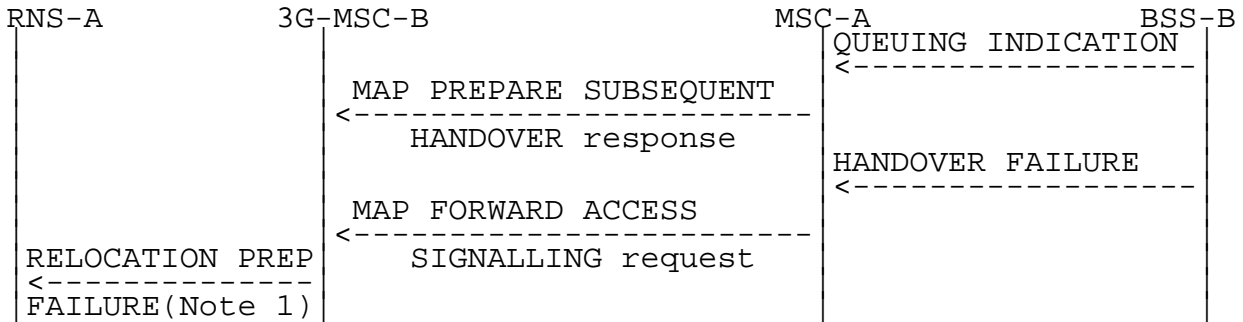 RNS-A 3G-MSC-B MSC-A BSS-B
QUEUING INDICATION
MAP PREPARE SUBSEQUENT
HANDOVER response
HANDOVER FAILURE
MAP FORWARD ACCESS
SIGNALLING request
RELOCATION PREP
FAILURE(Note 1)